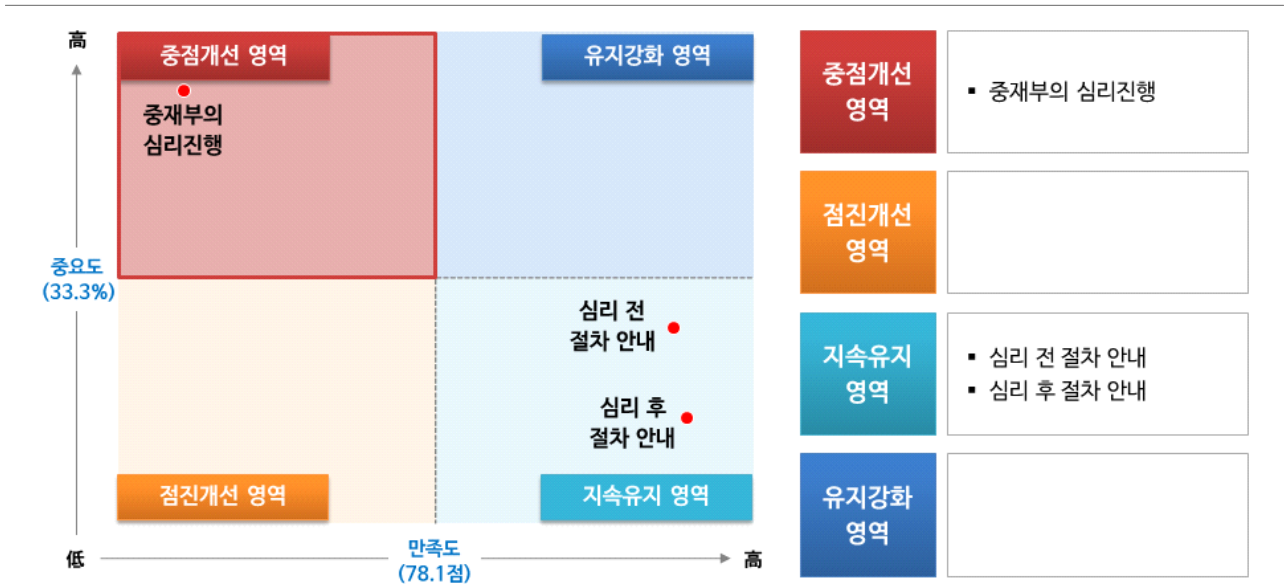 高
중점개선 영역
유지강화 영역
중재부의
심리진행
중요도
(33.3%)
심리 전
절차 안내
심리 후
절차 안내
점진개선 영역
지속유지 영역
低
만족도
(78.1점)
高
중점개선
영역
▪ 중재부의 심리진행
점진개선
영역
지속유지
영역
▪ 심리 전 절차 안내
▪ 심리 후 절차 안내
유지강화
영역